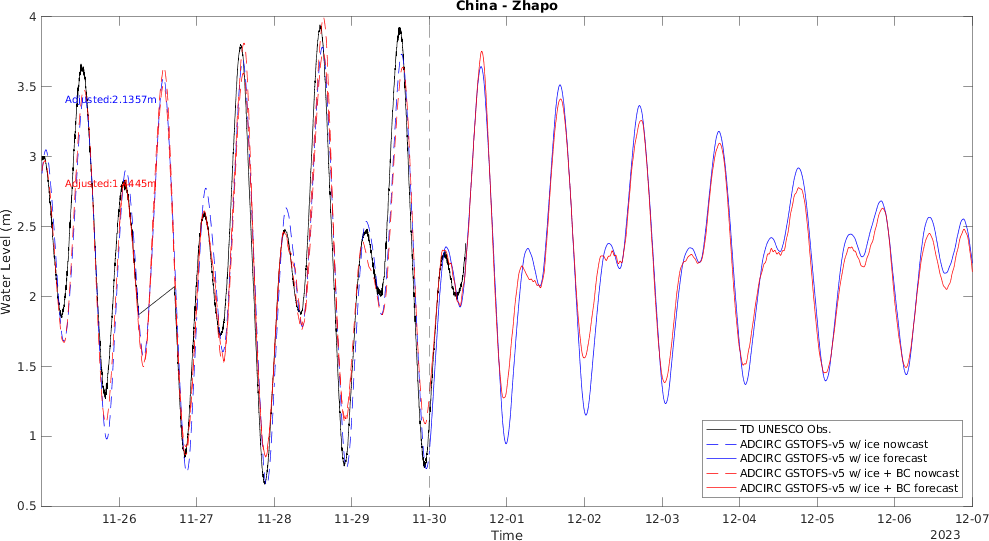 China - Zhapo
4
3.5
3
2.5
2
1.5
1
0.5
Water Level (m)
Adjusted:2.1357m
TD UNESCO Obs.
ADCIRC GSTOFS-v5 w/ ice nowcast
ADCIRC GSTOFS-v5 w/ ice forecast
ADCIRC GSTOFS-v5 w/ ice + BC nowcast
ADCIRC GSTOFS-v5 w/ ice + BC forecast
11-26 11-27 11-28 11-29 11-30 12-01 12-02 12-03 12-04 12-05 12-06 12-07
Time
2023